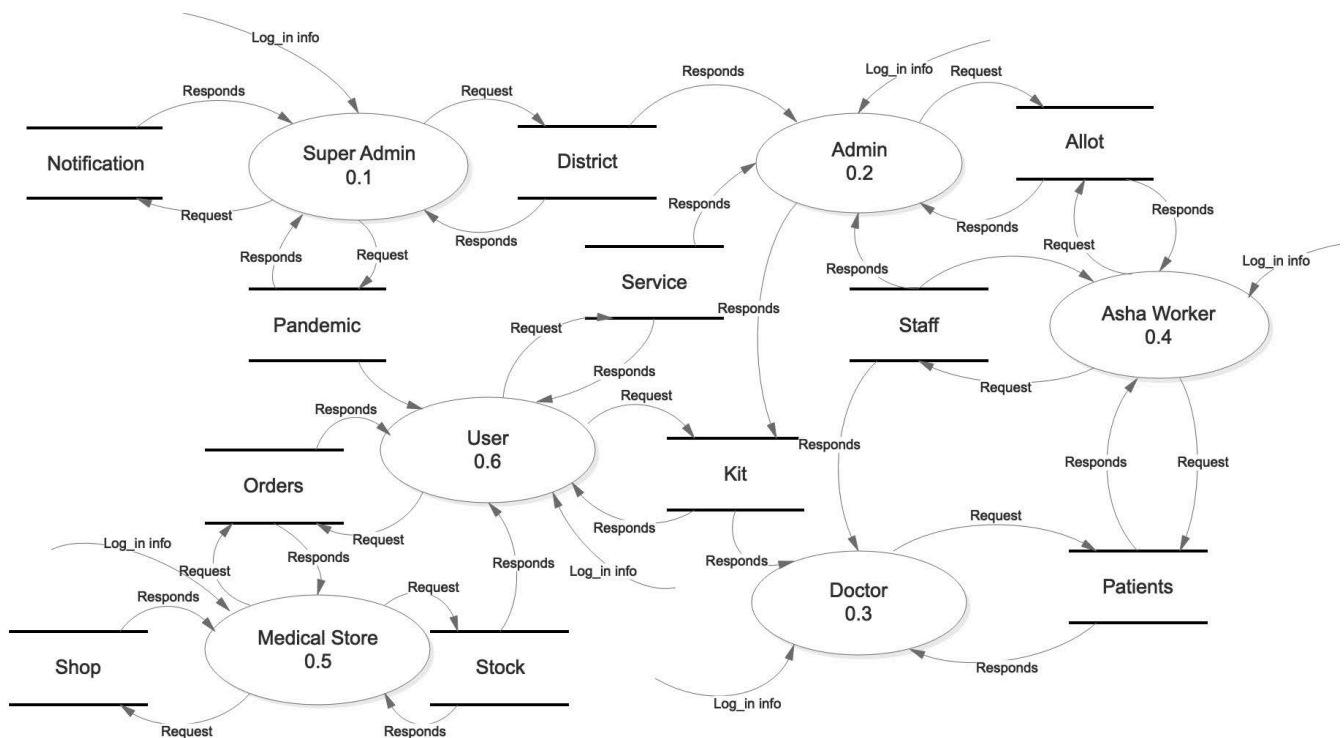 Log_in info
Responds
Request
Responds
Log_in info
Request
Notification
Super Admin
0.1
District
Admin
0.2
Allot
Request
Responds
Responds
Responds
Responds
Request
Responds
Request
Responds
Request
Log_in info
Pandemic
Service
Responds
Staff
Asha Worker
0.4
Request
Responds
Request
Request
Responds
User
0.6
Responds
Orders
Kit
Responds
Request
Request
Responds
Log_in info
Responds
Request
Responds
Responds
Request
Log_in info
Responds
Request
Doctor
0.3
Patients
Shop
Medical Store
0.5
Stock
Responds
Request
Responds
Log_in info